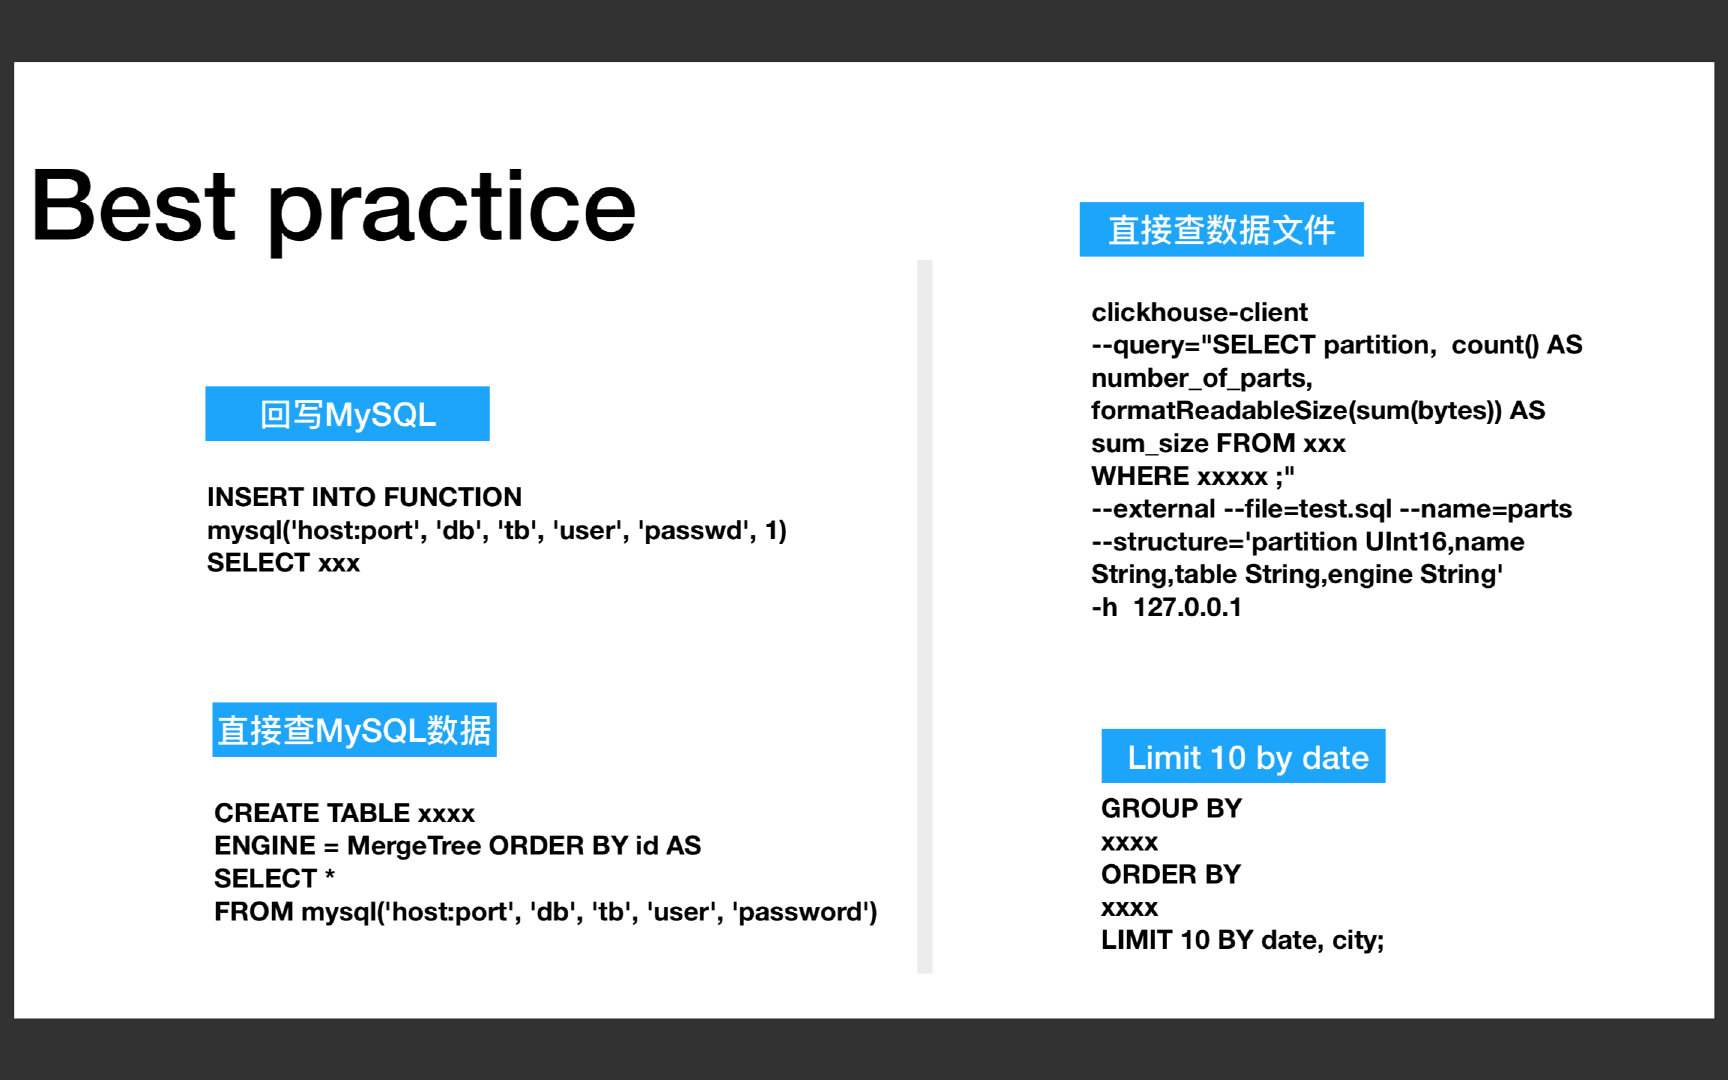 Best practice
回写MySQL
INSERT INTO FUNCTION
mysql('host:port', 'db', 'tb', 'user', 'passwd', 1)
SELECT xxx
直接查MySQL数据
CREATE TABLE xxxx
ENGINE = MergeTree ORDER BY id AS
SELECT *
FROM mysql('host:port', 'db', 'tb', 'user', 'password')
直接查数据文件
clickhouse-client
--query="SELECT partition,  count() AS
number_of_parts,
formatReadableSize(sum(bytes)) AS
sum_size FROM xxx
WHERE xxxxx ;"
--external --file=test.sql --name=parts
--structure='partition UInt16,name
String,table String,engine String'
-h  127.0.0.1
Limit 10 by date
GROUP BY
xxxx
ORDER BY
xxxx
LIMIT 10 BY date, city;